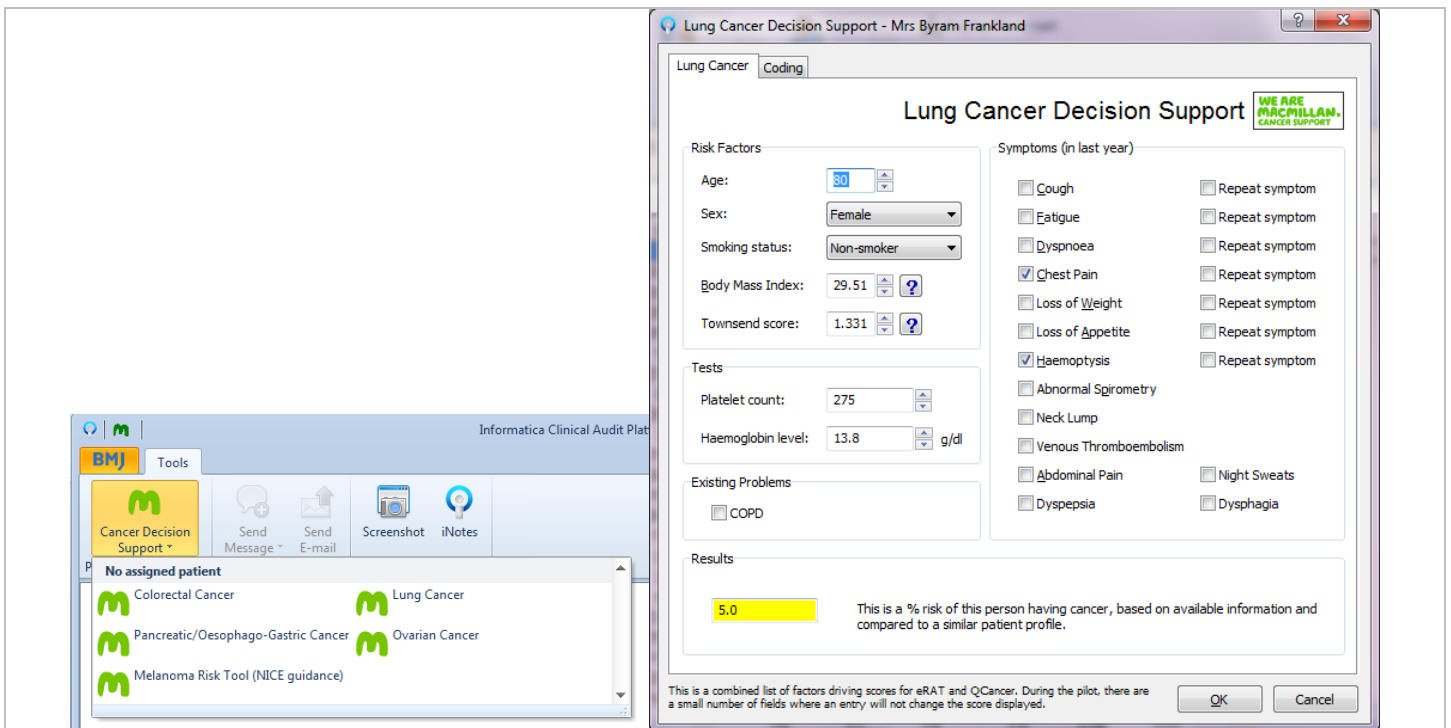 Informatica Clinical Audit Plat
BMJ
Tools
Cancer Decision
Support
Send
Message
Send
E-mail
Screenshot
iNotes
P
No assigned patient
Colorectal Cancer
Lung Cancer
Pancreatic/Oesophago-Gastric Cancer
Ovarian Cancer
Melanoma Risk Tool (NICE guidance)
Lung Cancer Decision Support - Mrs Byram Frankland
Lung Cancer
Coding
Lung Cancer Decision Support
WE ARE
MACMILLAN.
CANCER SUPPORT
Risk Factors
Age: 80
Sex: Female
Smoking status: Non-smoker
Body Mass Index: 29.51 ?
Townsend score: 1.331 ?
Tests
Platelet count: 275
Haemoglobin level: 13.8 g/dl
Existing Problems
COPD
Symptoms (in last year)
Cough Repeat symptom
Fatigue Repeat symptom
Dyspnoea Repeat symptom
Chest Pain Repeat symptom
Loss of Weight Repeat symptom
Loss of Appetite Repeat symptom
Haemoptysis Repeat symptom
Abnormal Spirometry
Neck Lump
Venous Thromboembolism
Abdominal Pain Night Sweats
Dyspepsia Dysphagia
Results
5.0
This is a % risk of this person having cancer, based on available information and
compared to a similar patient profile.
This is a combined list of factors driving scores for eRAT and QCancer. During the pilot, there are
a small number of fields where an entry will not change the score displayed.
OK
Cancel